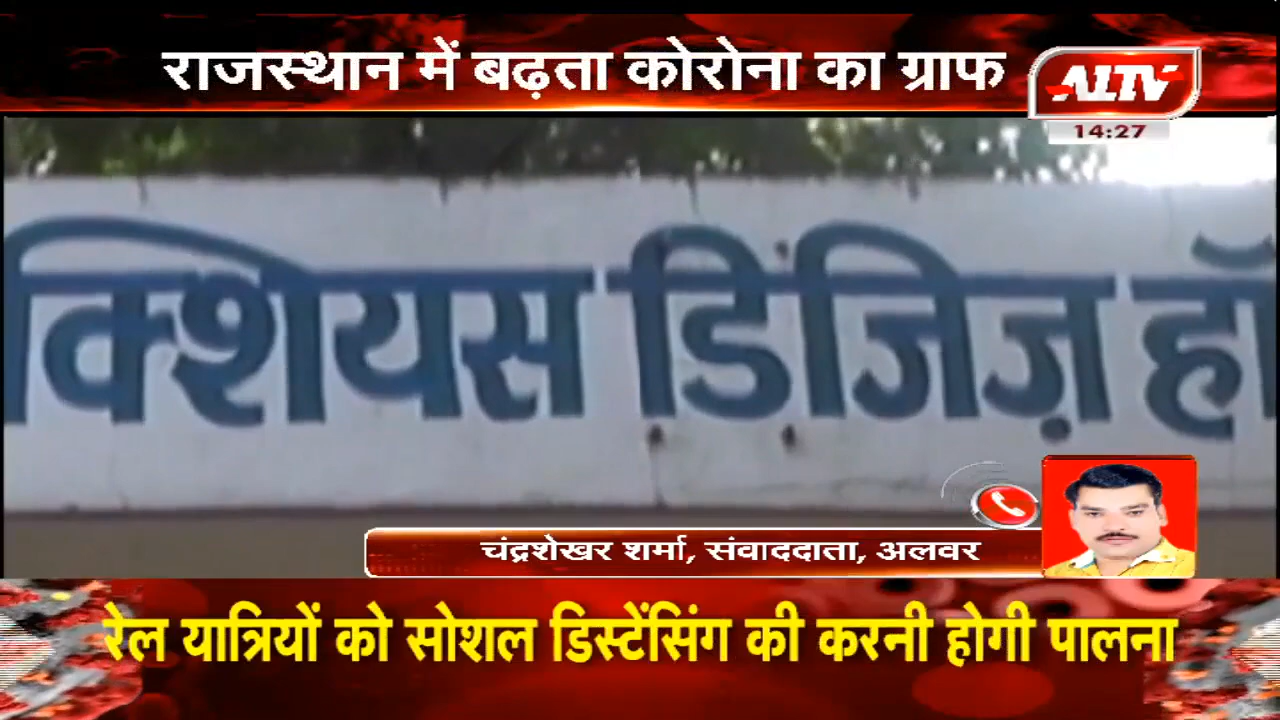 राजस्थान में बढ़ता कोरोना का ग्राफ
ALTV
14:27
क्शियस डिजिज़ हॉ
चंद्रशेखर शर्मा, संवाददाता, अलवर
रेल यात्रियों को सोशल डिस्टेंसिंग की करनी होगी पालना